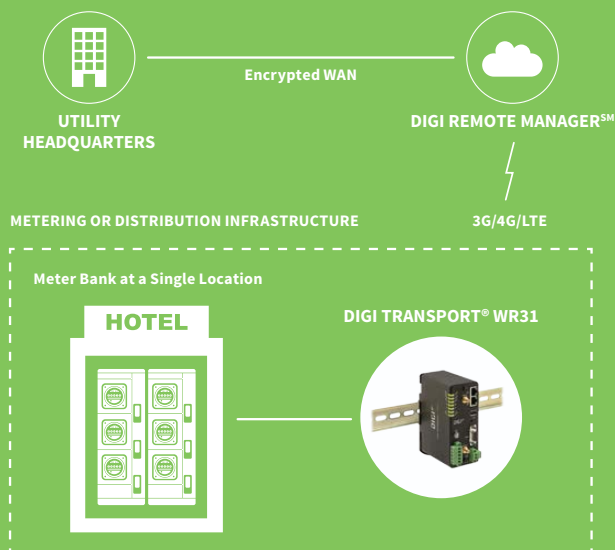 Encrypted WAN
UTILITY
HEADQUARTERS
DIGI REMOTE MANAGER℠
METERING OR DISTRIBUTION INFRASTRUCTURE
3G/4G/LTE
Meter Bank at a Single Location
HOTEL
DIGI TRANSPORT® WR31
DIGI